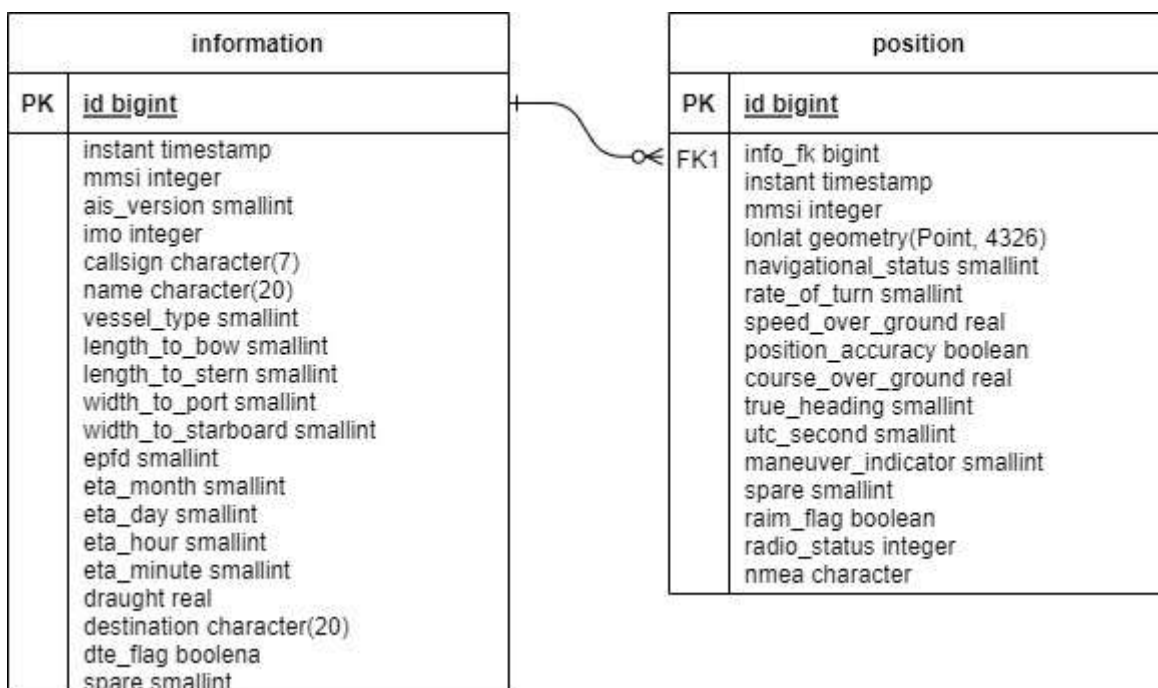 information
PK id bigint
instant timestamp
mmsi integer
ais_version smallint
imo integer
callsign character(7)
name character(20)
vessel_type smallint
length_to_bow smallint
length_to_stern smallint
width_to_port smallint
width_to_starboard smallint
epfd smallint
eta_month smallint
eta_day smallint
eta_hour smallint
eta_minute smallint
draught real
destination character(20)
dte_flag boolena
spare smallint
position
PK id bigint
FK1 info_fk bigint
instant timestamp
mmsi integer
lonlat geometry(Point, 4326)
navigational_status smallint
rate_of_turn smallint
speed_over_ground real
position_accuracy boolean
course_over_ground real
true_heading smallint
utc_second smallint
maneuver_indicator smallint
spare smallint
raim_flag boolean
radio_status integer
nmea character